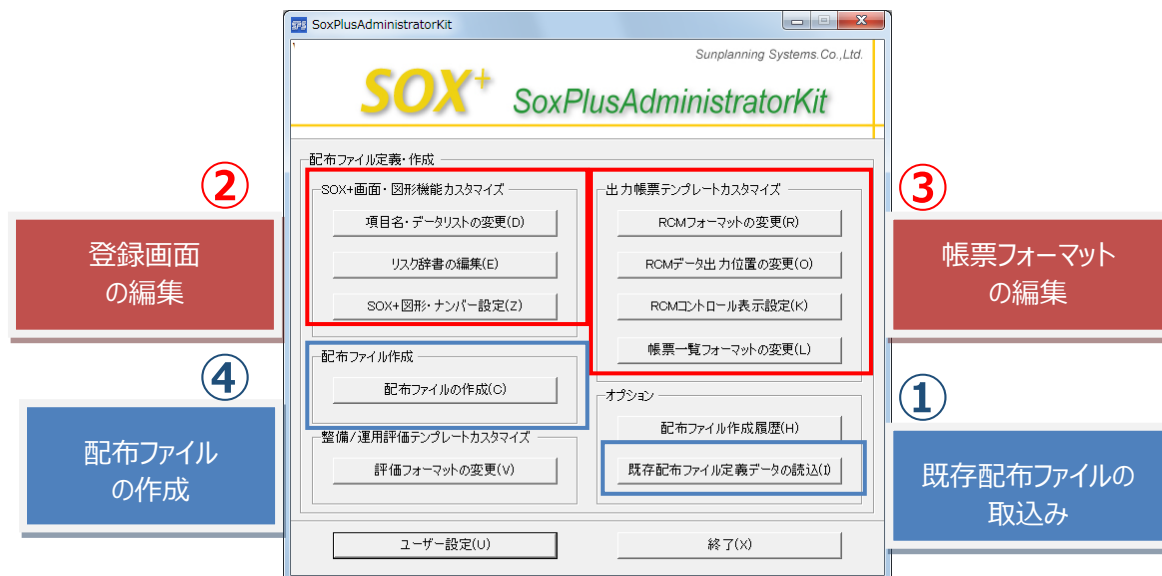 SPS SoxPlusAdministratorKit
Sunplanning Systems.Co.,Ltd.
SOX+ SoxPlusAdministratorKit
配布ファイル定義・作成
②
登録画面
の編集
SOX+画面・図形機能カスタマイズ
項目名・データリストの変更(D)
リスク辞書の編集(E)
SOX+図形・ナンバー設定(Z)
出力帳票テンプレートカスタマイズ
RCMフォーマットの変更(R)
RCMデータ出力位置の変更(O)
RCMコントロール表示設定(K)
帳票一覧フォーマットの変更(L)
③
帳票フォーマット
の編集
④
配布ファイル
の作成
配布ファイル作成
配布ファイルの作成(C)
整備/運用評価テンプレートカスタマイズ
評価フォーマットの変更(V)
オプション
配布ファイル作成履歴(H)
既存配布ファイル定義データの読込(I)
①
既存配布ファイルの
取込み
ユーザー設定(U)
終了(X)